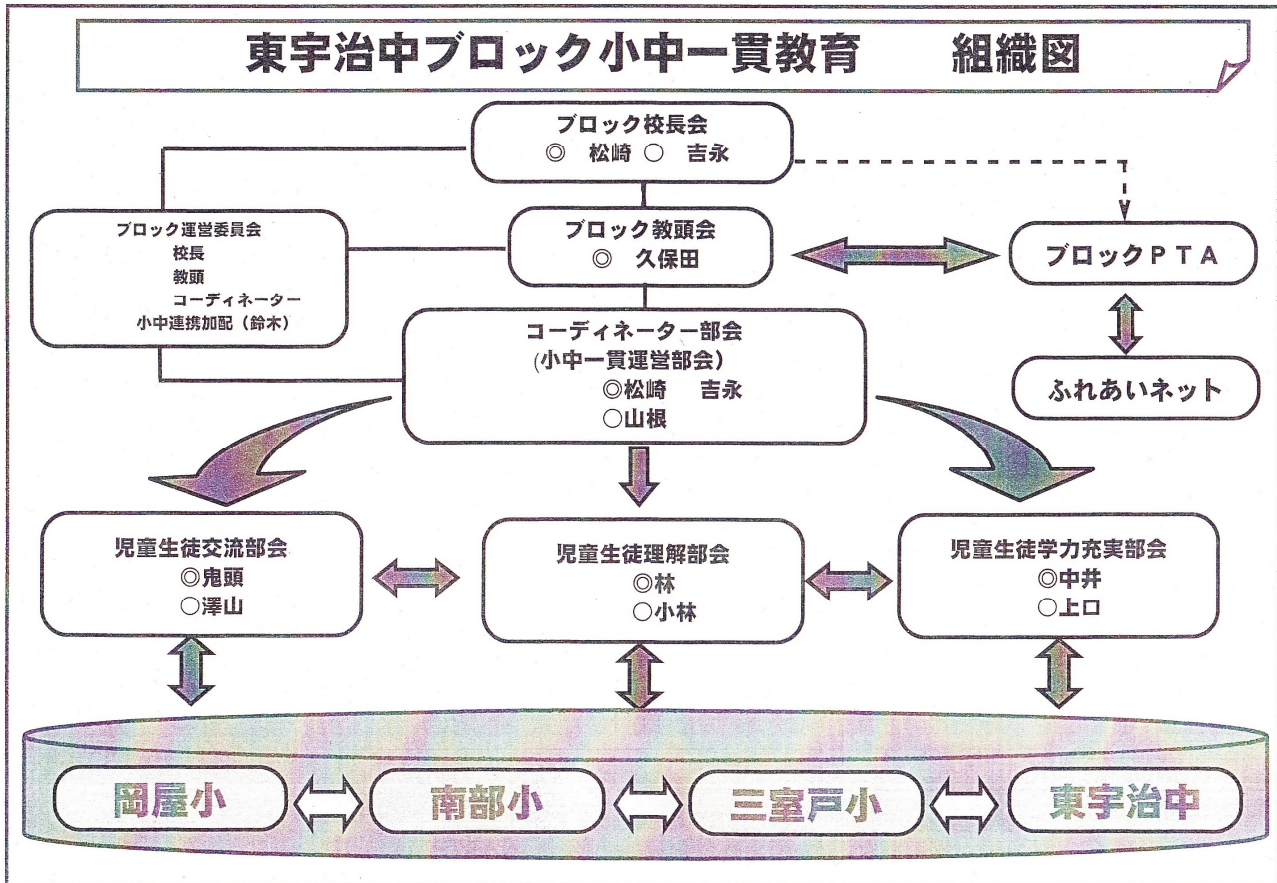 東宇治中ブロック小中一貫教育　　組織図
ブロック校長会
◎　松崎 ○　吉永
ブロック運営委員会
校長
教頭
コーディネーター
小中連携加配（鈴木）
ブロック教頭会
◎　久保田
ブロックＰＴＡ
コーディネーター部会
(小中一貫運営部会）
◎松崎　　吉永
○山根
ふれあいネット
児童生徒交流部会
◎鬼頭
○澤山
児童生徒理解部会
◎林
○小林
児童生徒学力充実部会
◎中井
○上口
岡屋小
南部小
三室戸小
東宇治中